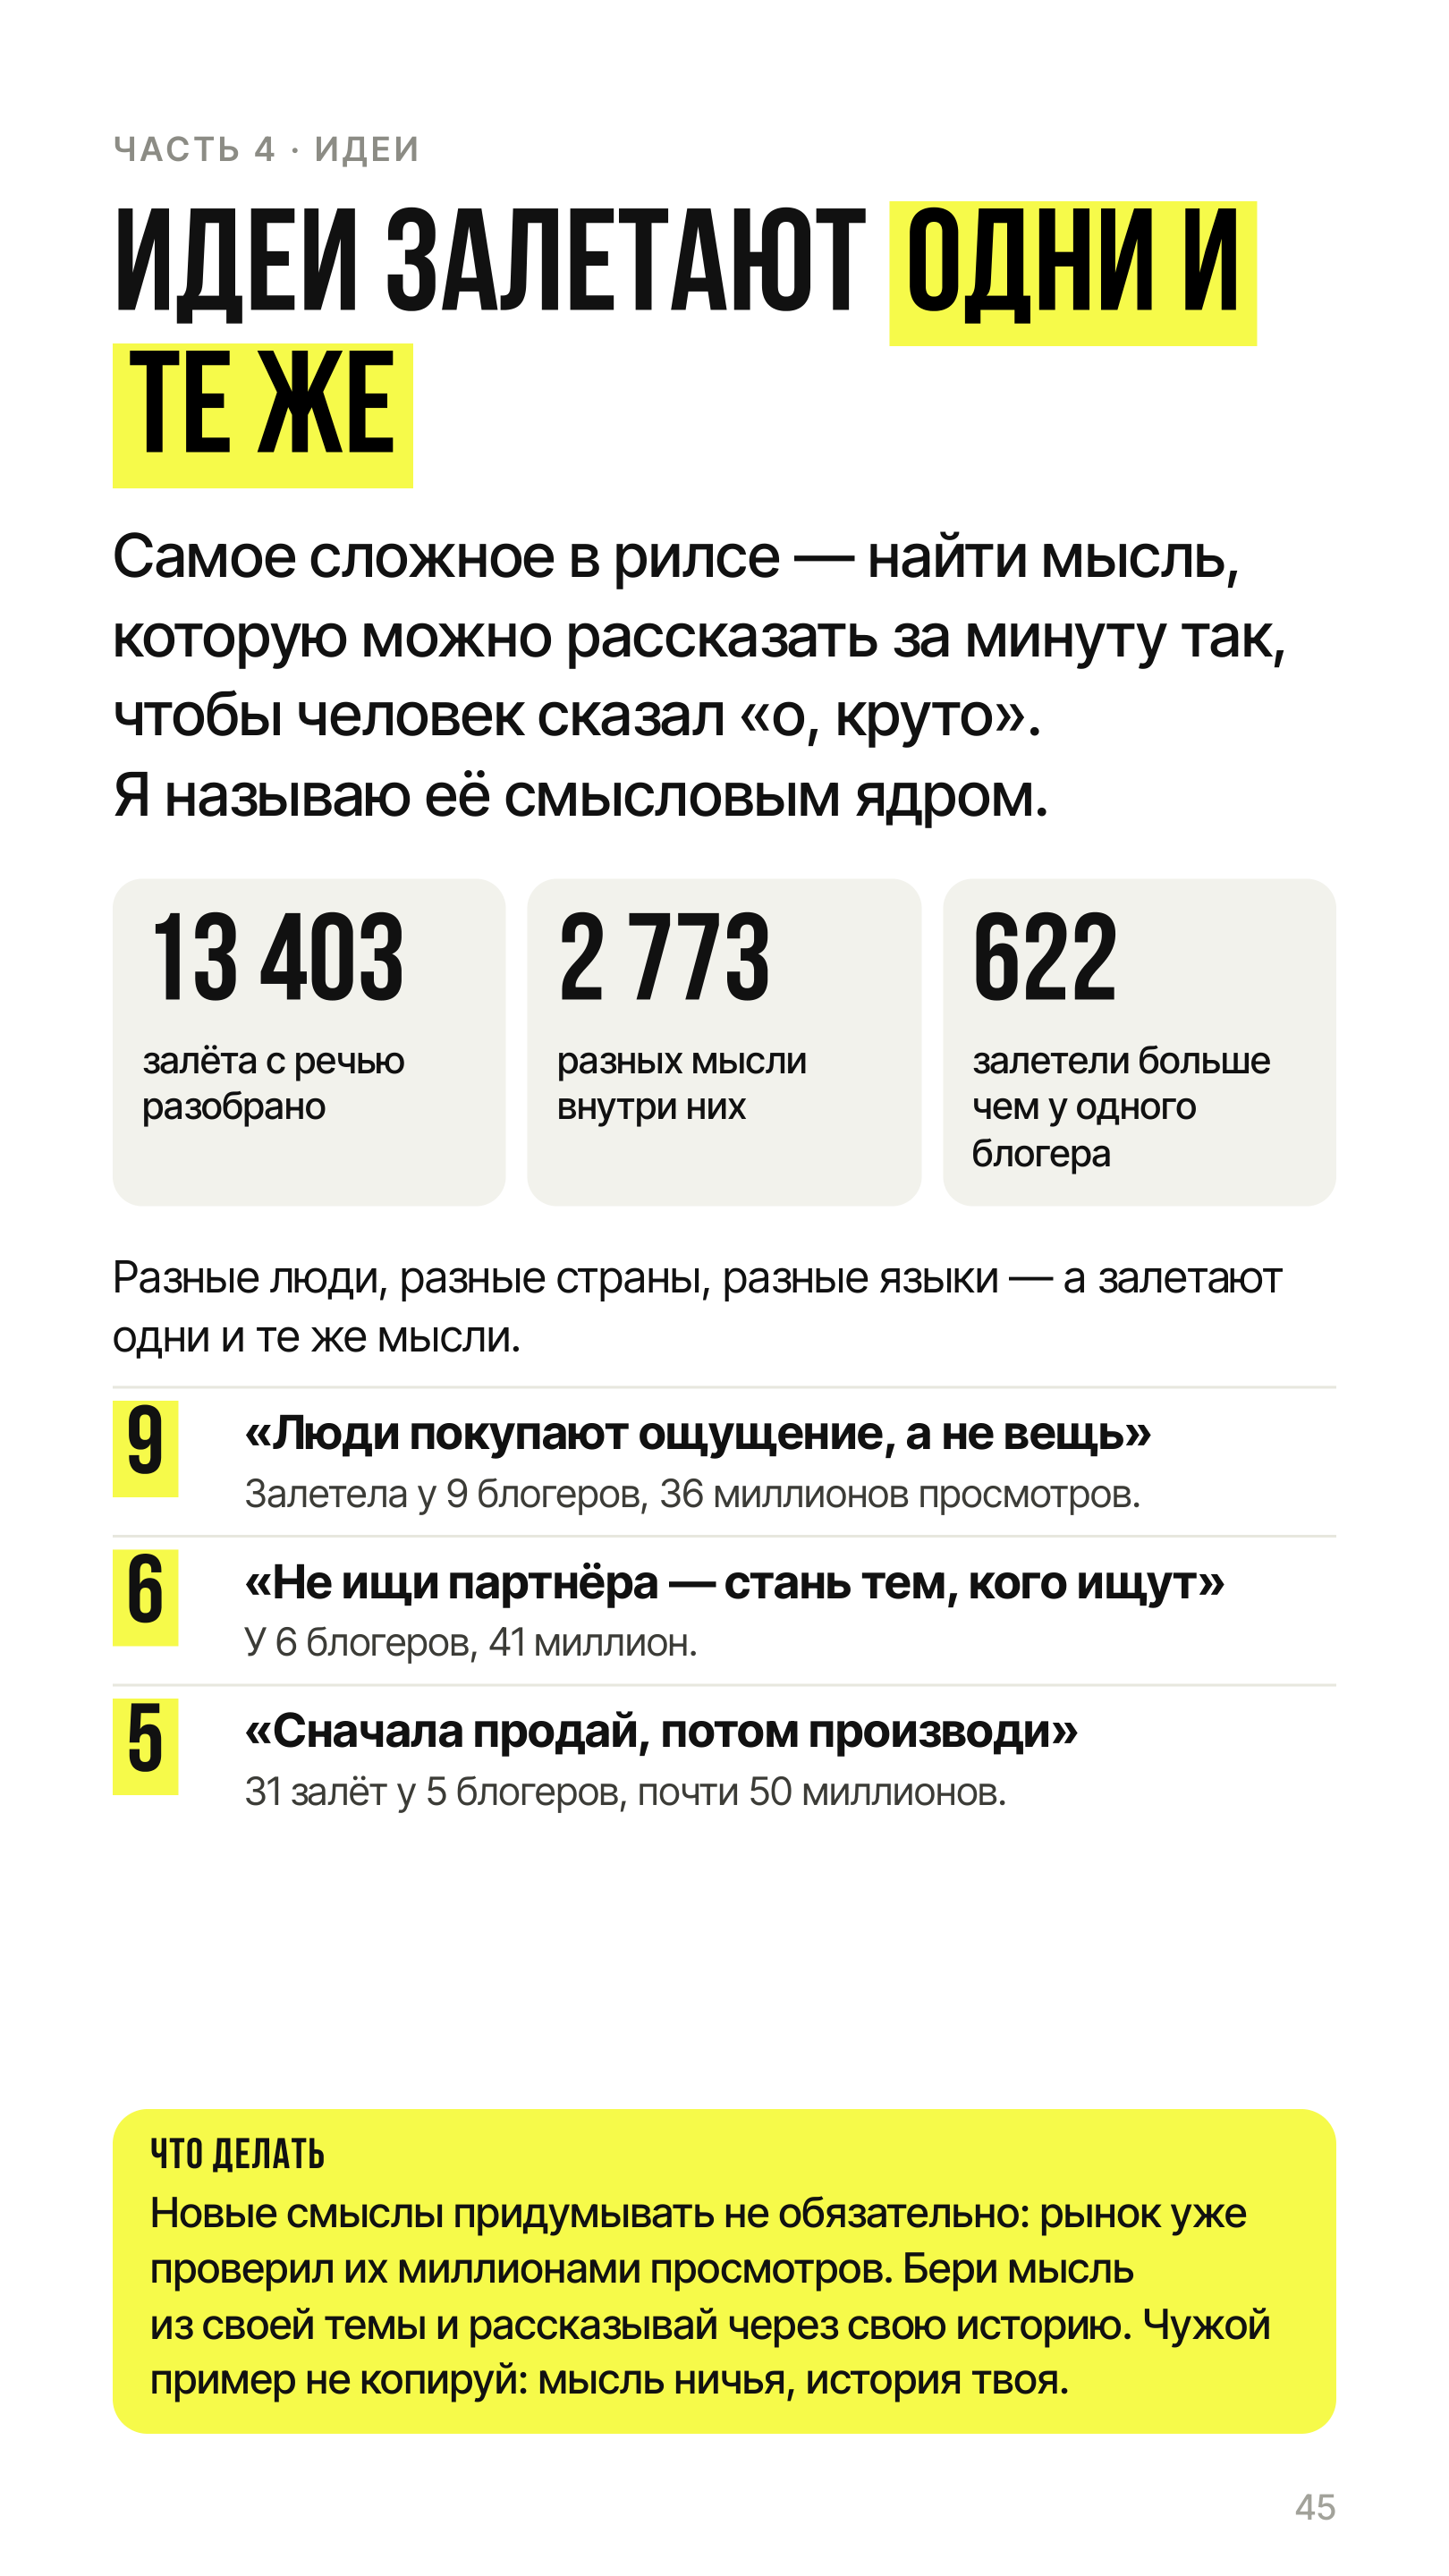 ЧАСТЬ 4 · ИДЕИ
ИДЕИ ЗАЛЕТАЮТ ОДНИ И
ТЕ ЖЕ
Самое сложное в рилсе — найти мысль,
которую можно рассказать за минуту так,
чтобы человек сказал «о, круто».
Я называю её смысловым ядром.
13 403
залёта с речью
разобрано
2 773
разных мысли
внутри них
622
залетели больше
чем у одного
блогера
Разные люди, разные страны, разные языки — а залетают
одни и те же мысли.
9
«Люди покупают ощущение, а не вещь»
Залетела у 9 блогеров, 36 миллионов просмотров.
6
«Не ищи партнёра — стань тем, кого ищут»
У 6 блогеров, 41 миллион.
5
«Сначала продай, потом производи»
31 залёт у 5 блогеров, почти 50 миллионов.
ЧТО ДЕЛАТЬ
Новые смыслы придумывать не обязательно: рынок уже
проверил их миллионами просмотров. Бери мысль
из своей темы и рассказывай через свою историю. Чужой
пример не копируй: мысль ничья, история твоя.
45